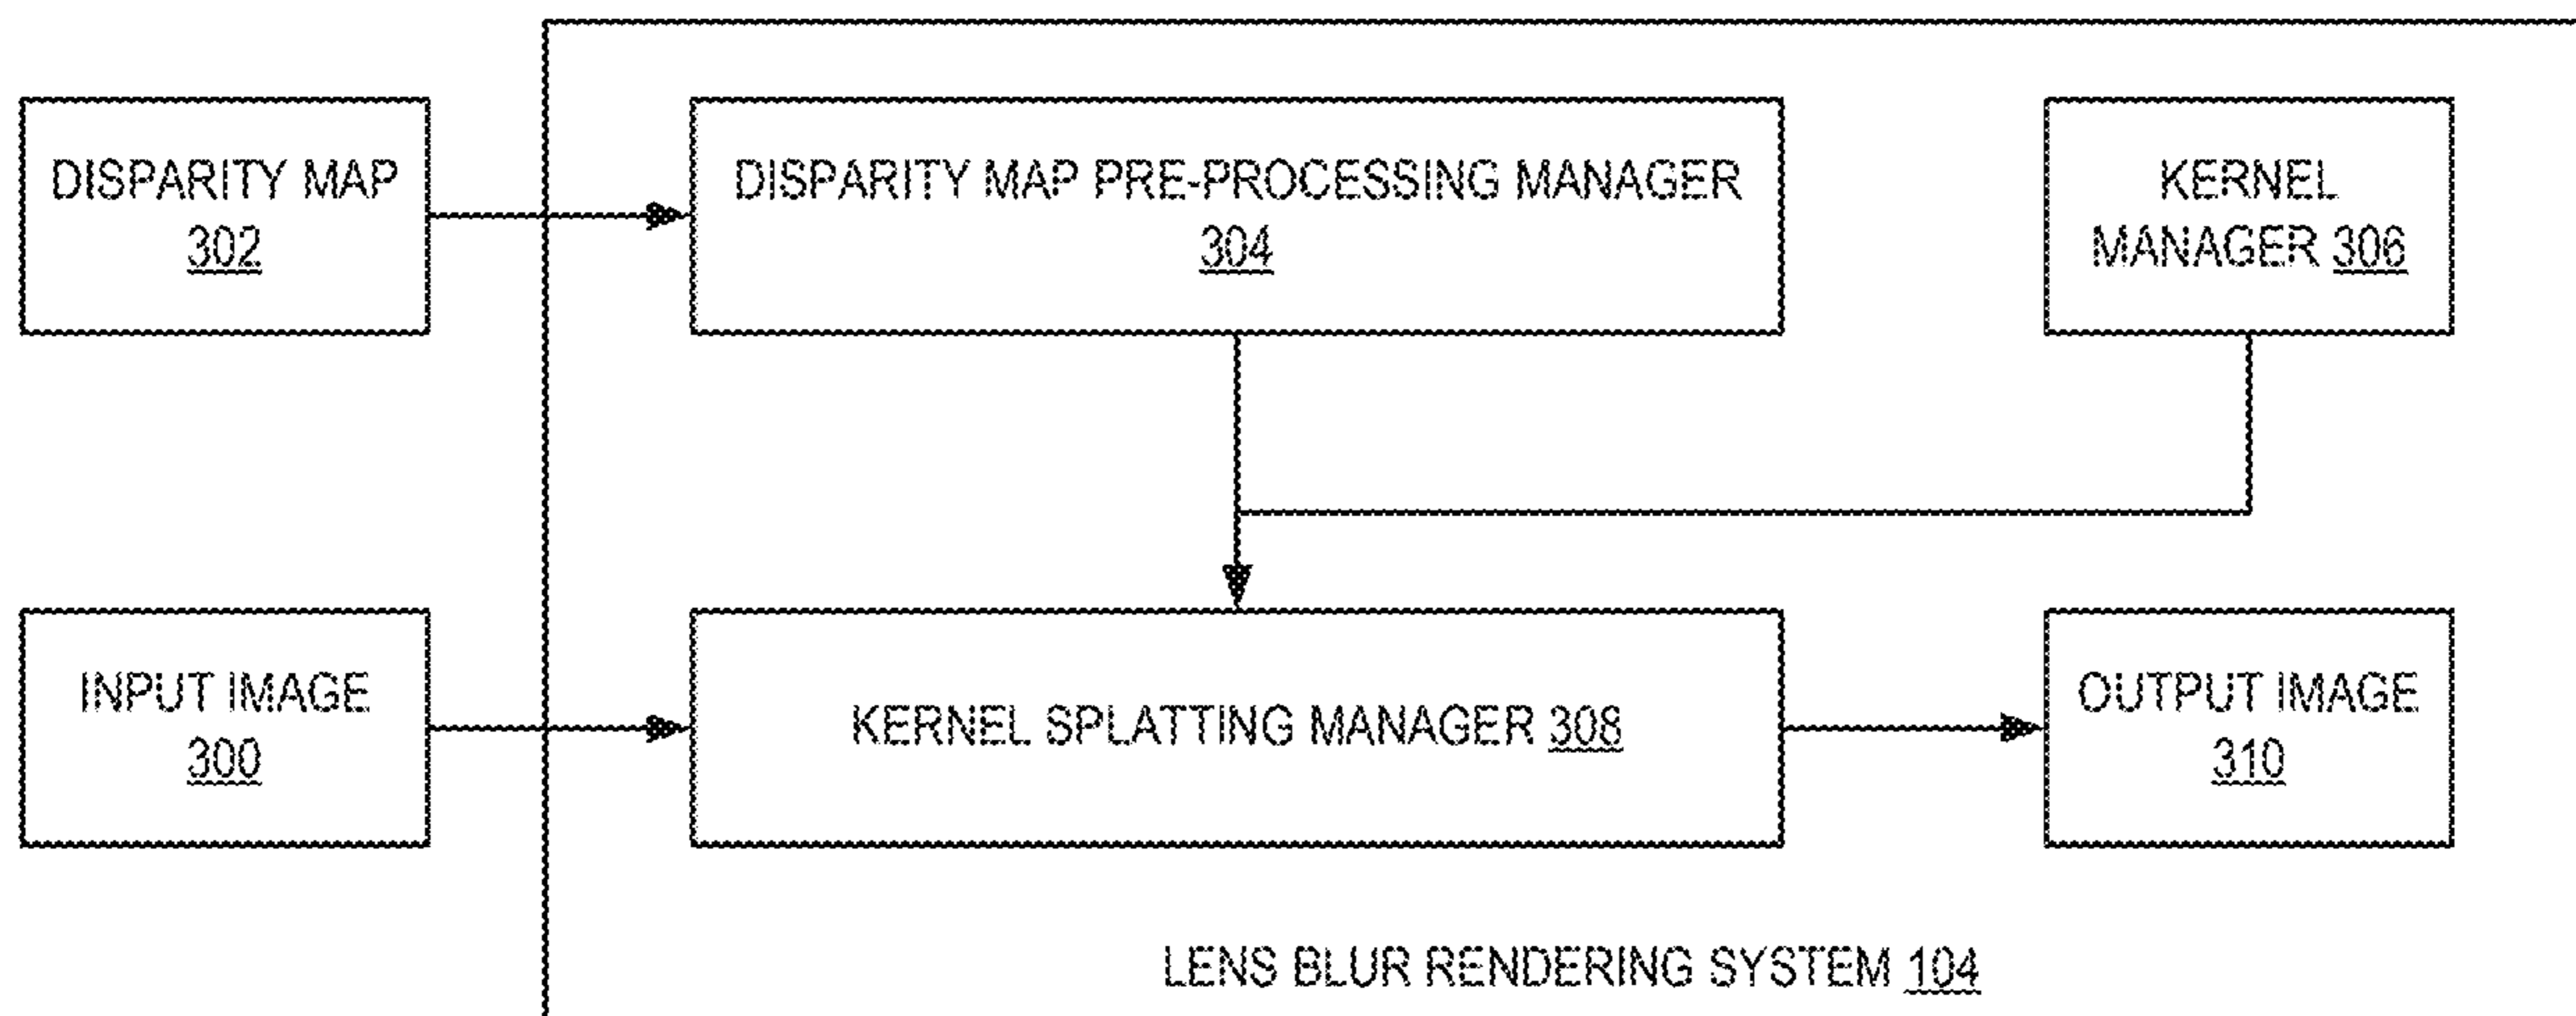 DISPARITY MAP
302
DISPARITY MAP PRE-PROCESSING MANAGER
304
KERNEL
MANAGER 306
INPUT IMAGE
300
KERNEL SPLATTING MANAGER 308
OUTPUT IMAGE
310
LENS BLUR RENDERING SYSTEM 104